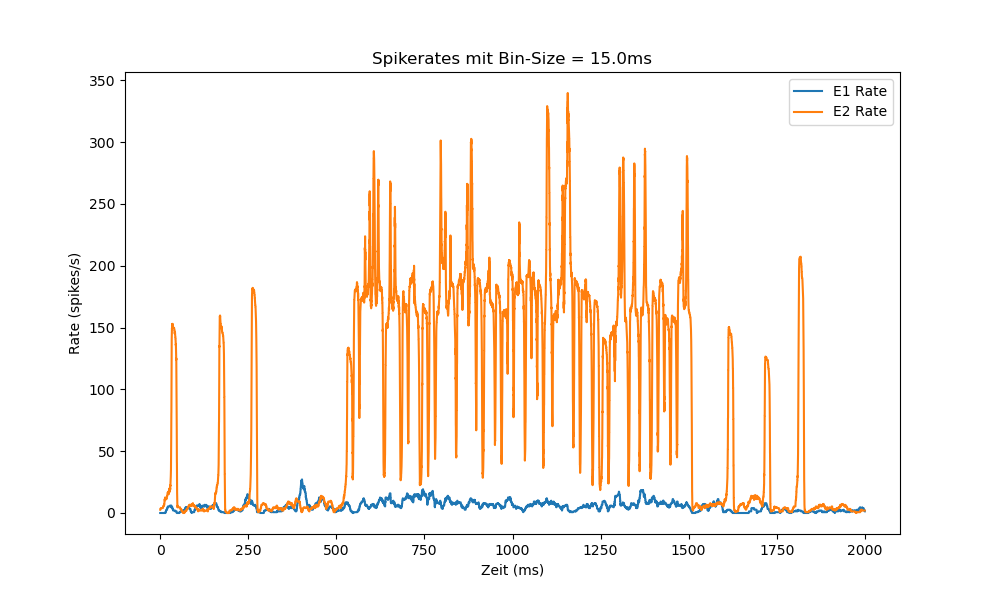 Spikerates mit Bin-Size = 15.0ms
350
300
250
200
150
100
50
0
Rate (spikes/s)
E1 Rate
E2 Rate
0 250 500 750 1000 1250 1500 1750 2000
Zeit (ms)